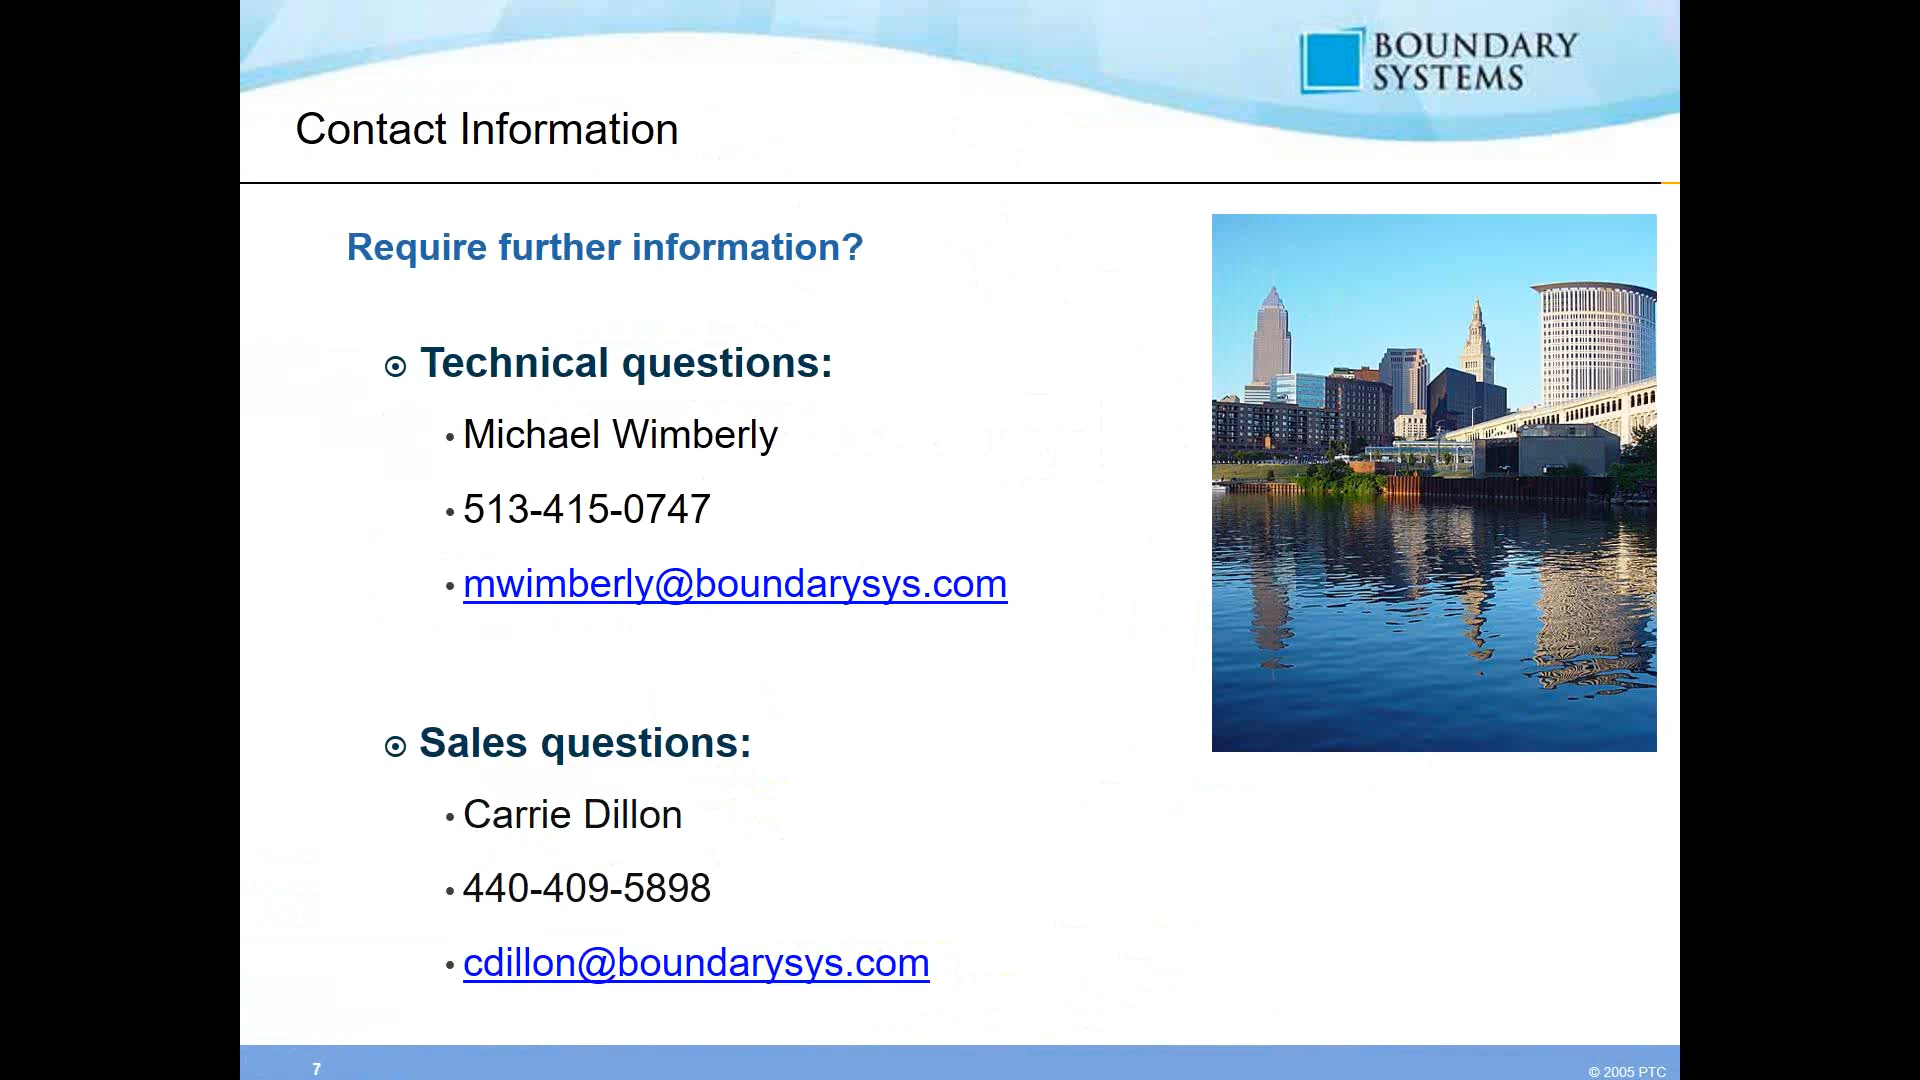 BOUNDARY
SYSTEMS
Contact Information
Require further information?
Technical questions:
• Michael Wimberly
• 513-415-0747
• mwimberly@boundarysys.com
Sales questions:
• Carrie Dillon
• 440-409-5898
• cdillon@boundarysys.com
7
© 2005 PTC